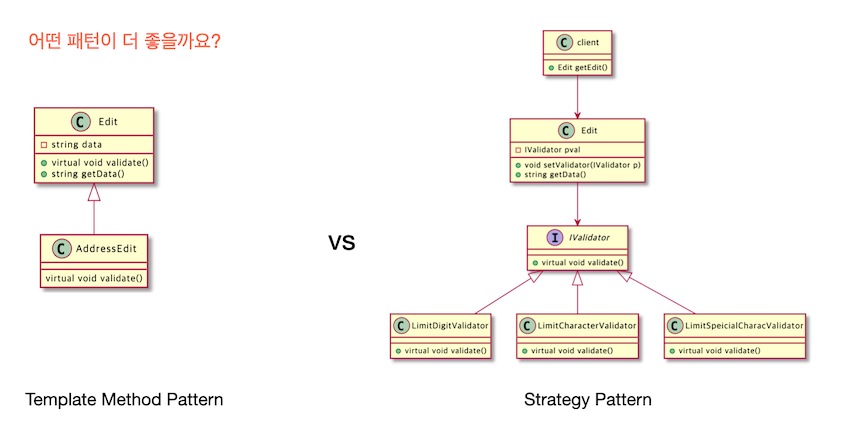 어떤 패턴이 더 좋을까요?
C Edit
string data
virtual void validate()
string getData()
C AddressEdit
virtual void validate()
Template Method Pattern
vs
C client
Edit getEdit()
C Edit
IValidator pval
void setValidator(IValidator p)
string getData()
I IValidator
virtual void validate()
C LimitDigitValidator
virtual void validate()
C LimitCharacterValidator
virtual void validate()
C LimitSpeicialCharacValidator
virtual void validate()
Strategy Pattern